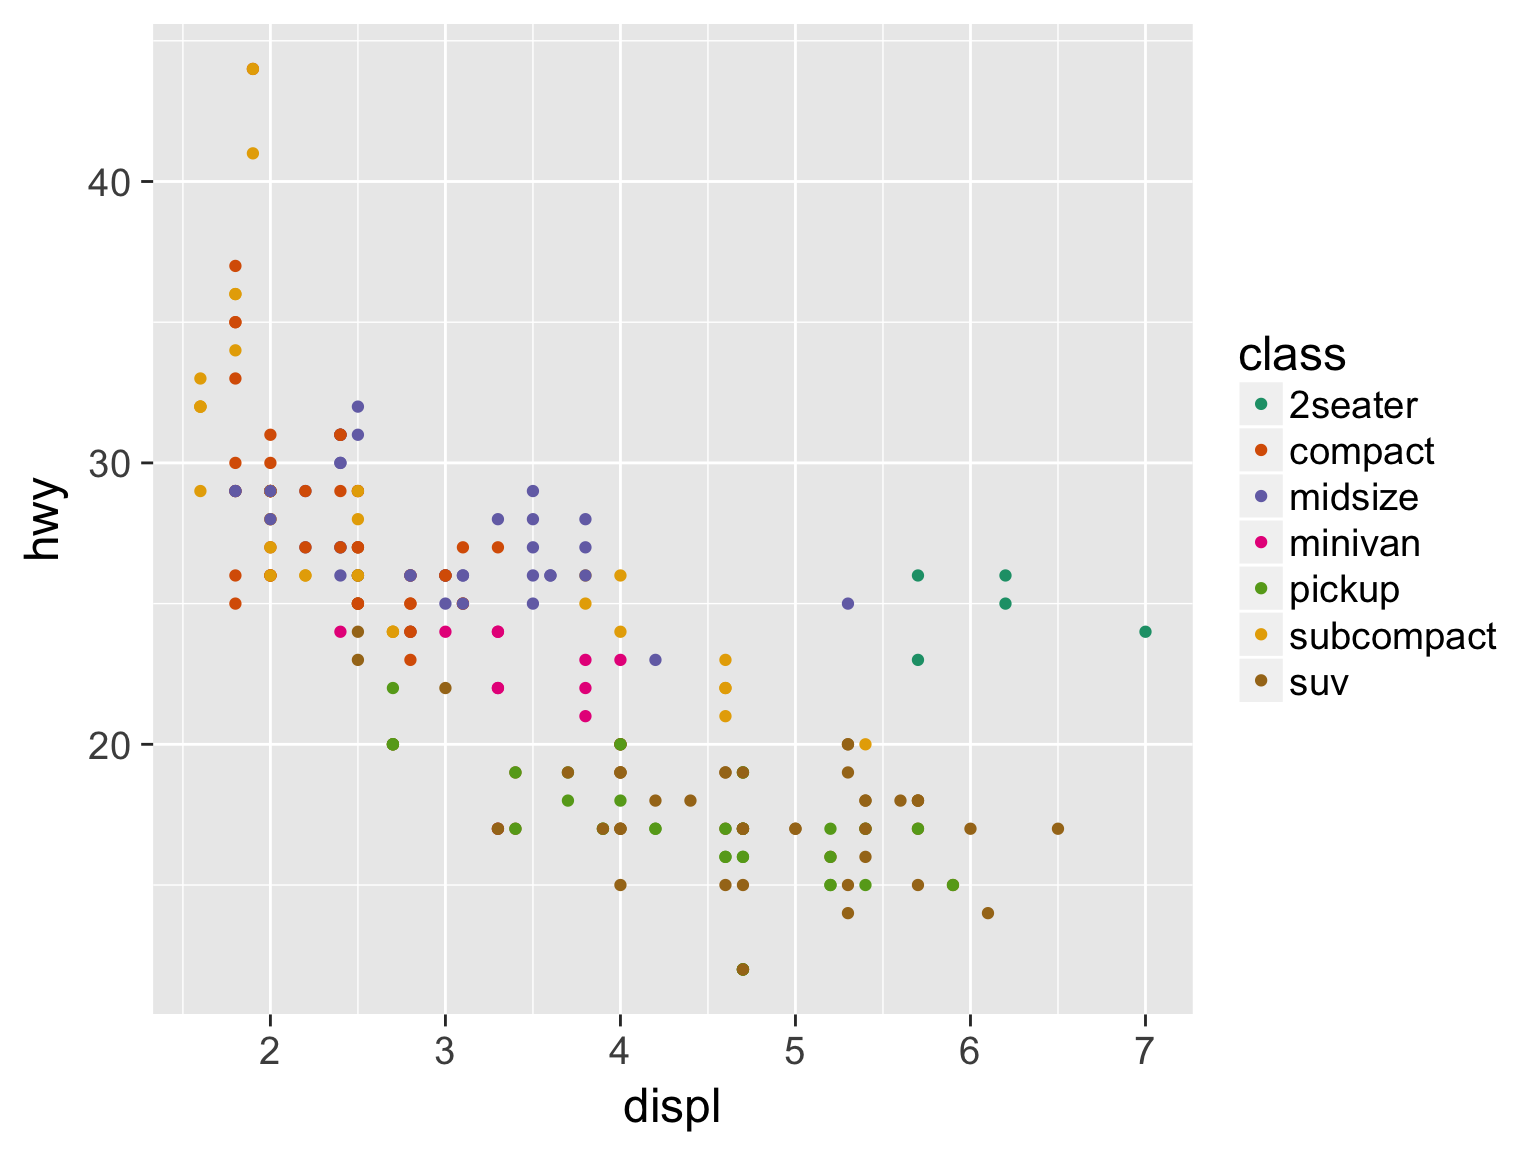 40
30
20
hwy
2
3
4
5
6
7
displ
class
2seater
compact
midsize
minivan
pickup
subcompact
suv